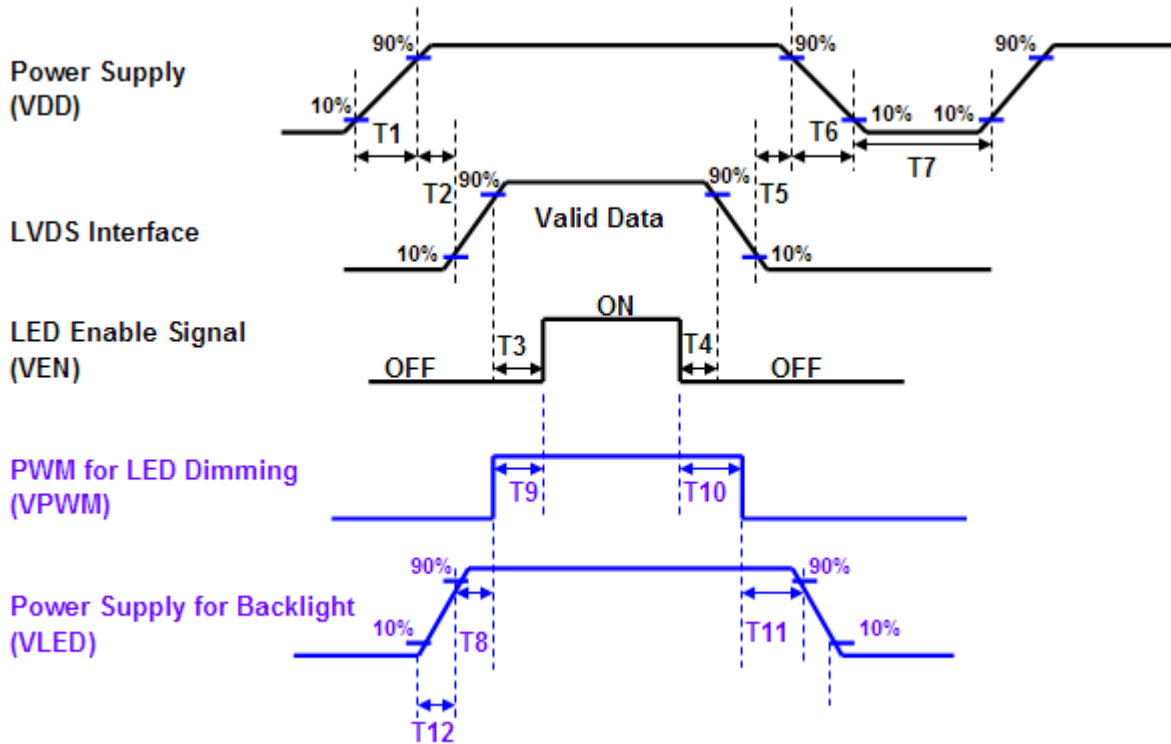 90% 90% 90%
Power Supply
(VDD)
10% 10% 10%
T1 T6
T7
T2 T5
90% 90%
Valid Data
LVDS Interface
10% 10%
ON
LED Enable Signal
(VEN)
T3 T4
OFF OFF
PWM for LED Dimming
(VPWM)
T9 T10
90% 90%
Power Supply for Backlight
(VLED)
10% 10%
T8 T11
T12